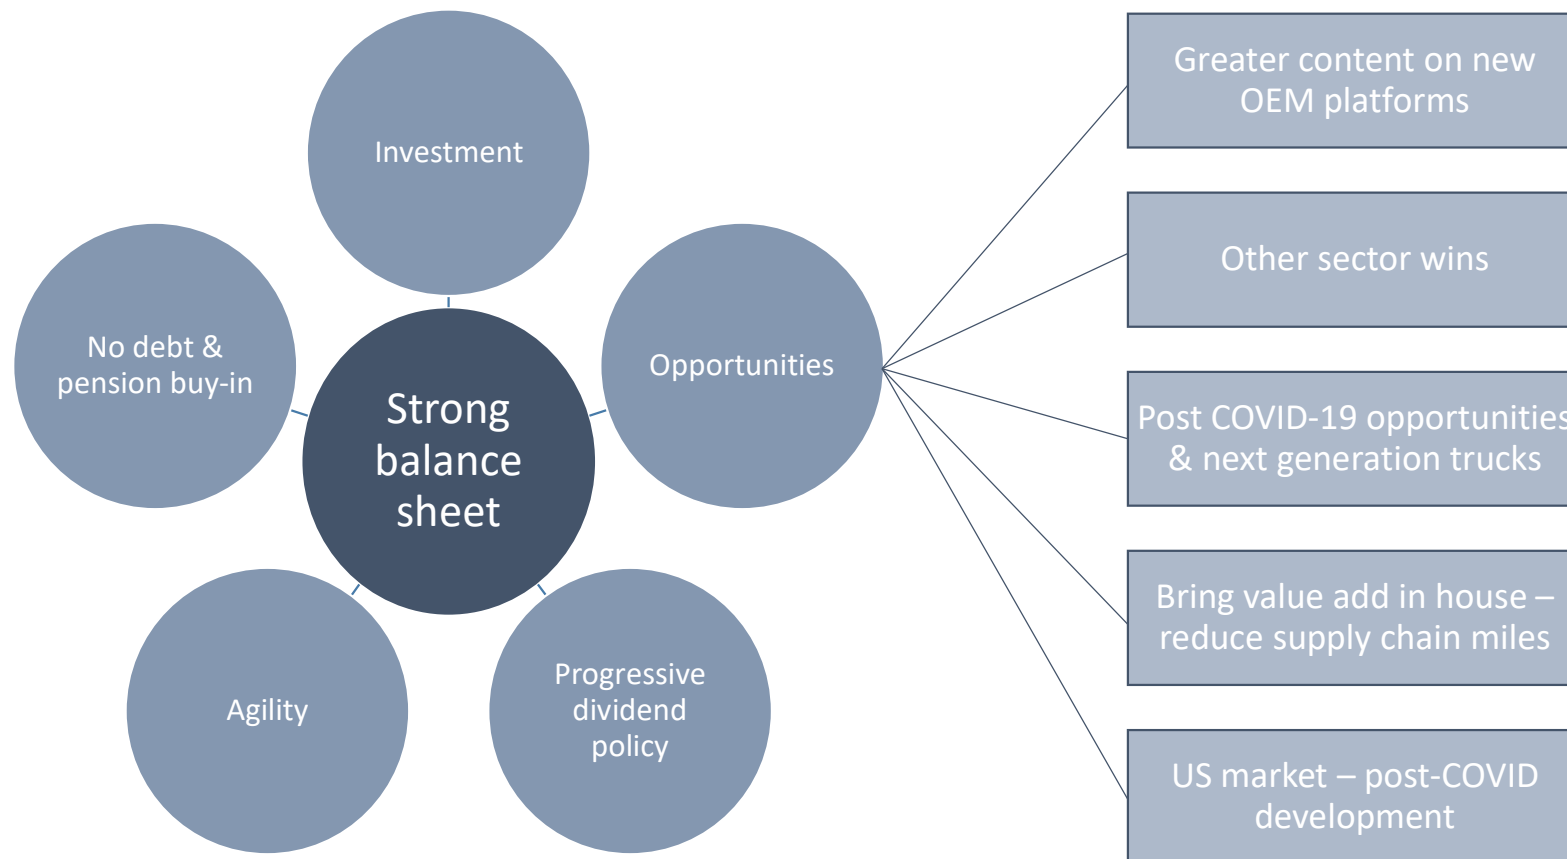 Investment
No debt &
pension buy-in
Strong
balance
sheet
Opportunities
Agility
Progressive
dividend
policy
Greater content on new
OEM platforms
Other sector wins
Post COVID-19 opportunities
& next generation trucks
Bring value add in house –
reduce supply chain miles
US market – post-COVID
development